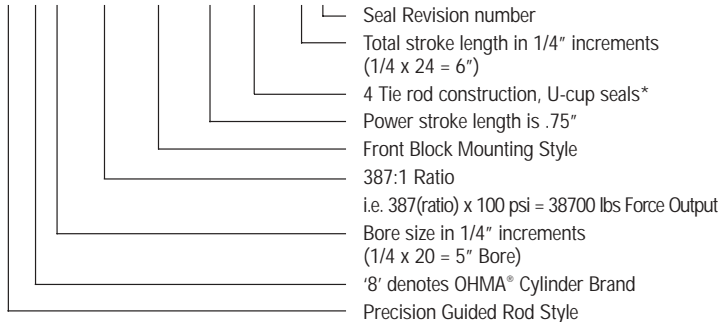 Seal Revision number
Total stroke length in 1/4" increments
(1/4 x 24 = 6")
4 Tie rod construction, U-cup seals*
Power stroke length is .75"
Front Block Mounting Style
387:1 Ratio
i.e. 387(ratio) x 100 psi = 38700 lbs Force Output
Bore size in 1/4" increments
(1/4 x 20 = 5" Bore)
‘8’ denotes OHMA® Cylinder Brand
Precision Guided Rod Style